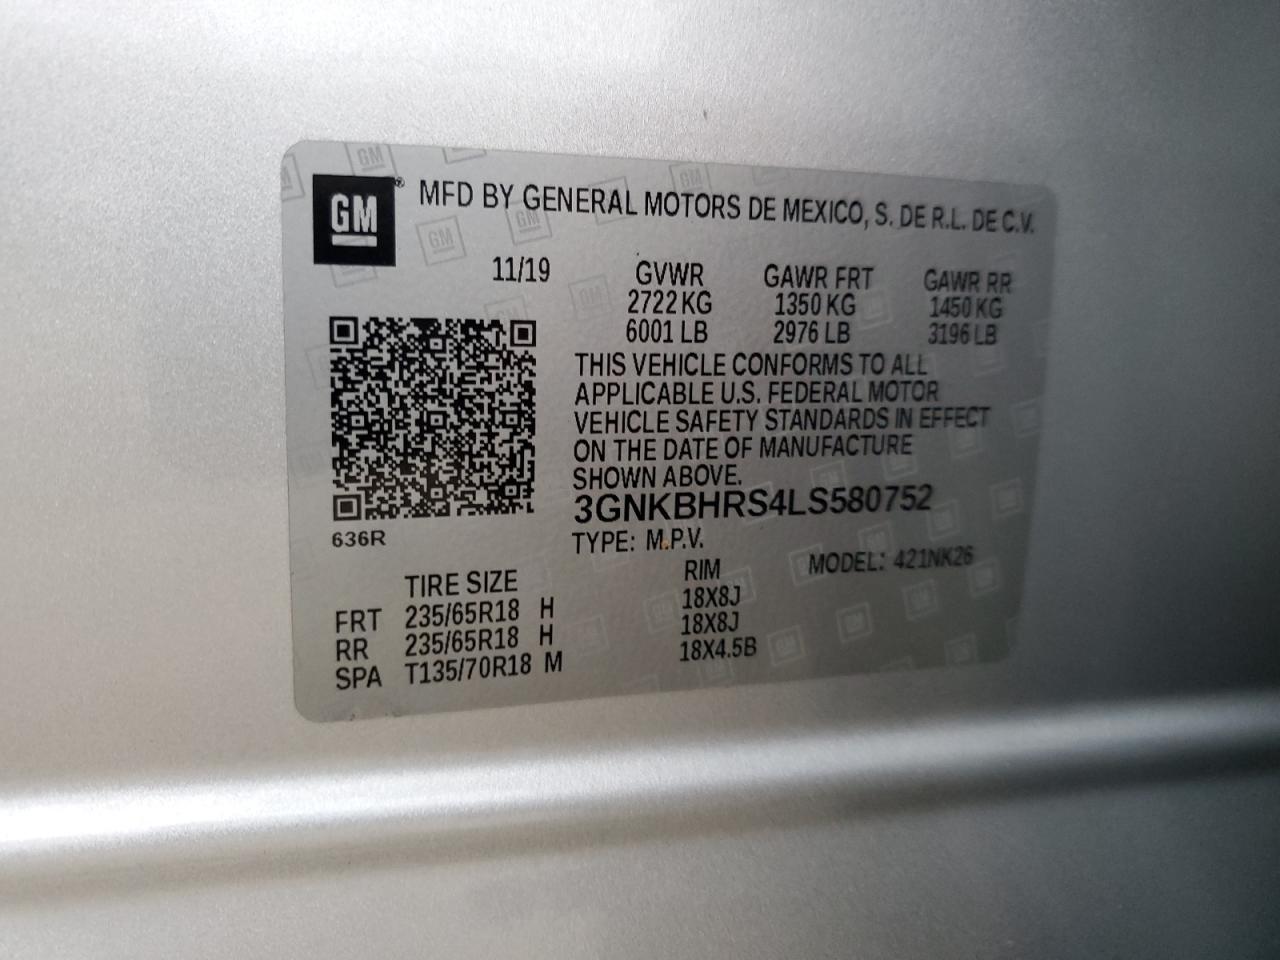 GM® MFD BY GENERAL MOTORS DE MEXICO, S. DE R.L. DE C.V.
11/19 GVWR GAWR FRT GAWR RR
2722 KG 1350 KG 1450 KG
6001 LB 2976 LB 3196 LB
THIS VEHICLE CONFORMS TO ALL
APPLICABLE U.S. FEDERAL MOTOR
VEHICLE SAFETY STANDARDS IN EFFECT
ON THE DATE OF MANUFACTURE
SHOWN ABOVE.
3GNKBHRS4LS580752
636R
TYPE: M.P.V. MODEL: 421NK26
TIRE SIZE RIM
FRT 235/65R18 H 18X8J
RR 235/65R18 H 18X8J
SPA T135/70R18 M 18X4.5B